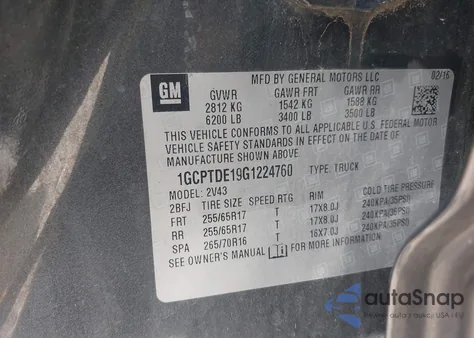 GM
MFD BY GENERAL MOTORS LLC 02/16
GVWR GAWR FRT GAWR RR
2812 KG 1542 KG 1588 KG
6200 LB 3400 LB 3500 LB
THIS VEHICLE CONFORMS TO ALL APPLICABLE U.S. FEDERAL MOTOR
VEHICLE SAFETY STANDARDS IN EFFECT ON THE DATE OF
MANUFACTURE SHOWN ABOVE.
1GCPTDE19G1224760 TYPE: TRUCK
MODEL: 2V43
2BFJ TIRE SIZE SPEED RTG RIM COLD TIRE PRESSURE
FRT 255/65R17 T 17X8.0J 240KPA(35PSI)
RR 255/65R17 T 17X8.0J 240KPA(35PSI)
SPA 265/70R16 T 16X7.0J 240KPA(35PSI)
SEE OWNER'S MANUAL
autoSnap